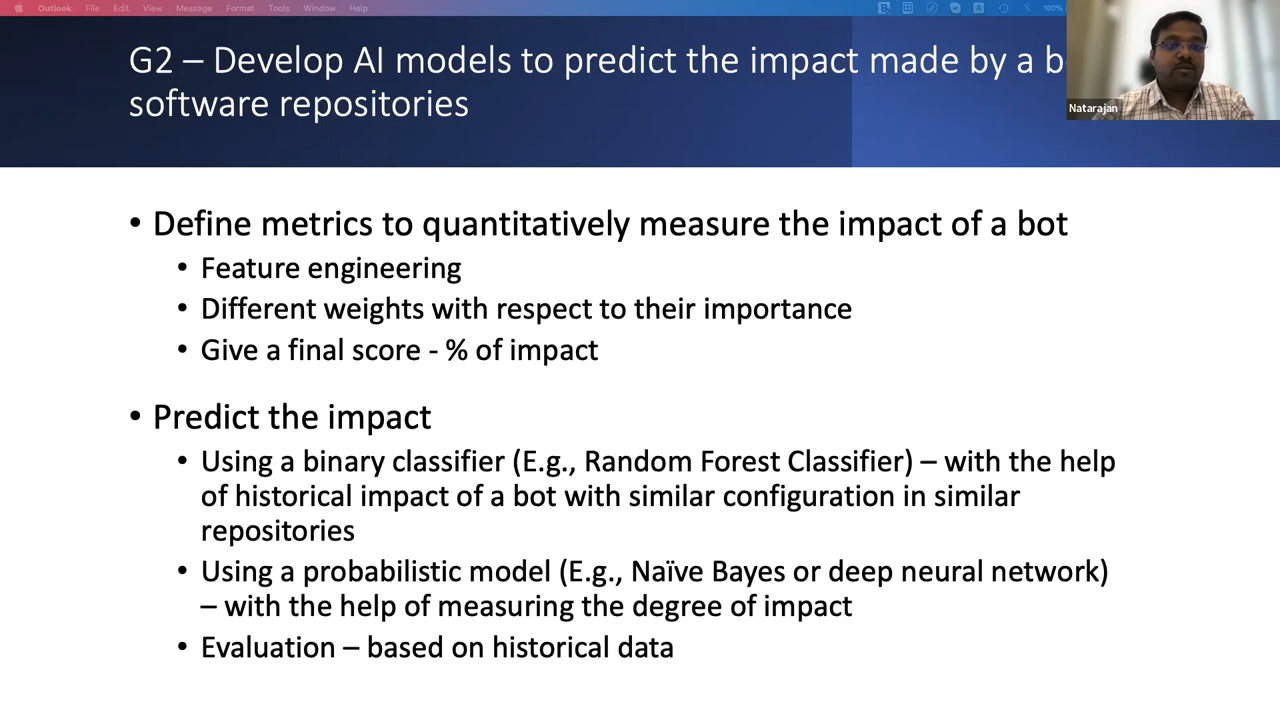 Outlook File Edit View Message Format Tools Window Help 100%
G2 – Develop AI models to predict the impact made by a b
software repositories
Natarajan
• Define metrics to quantitatively measure the impact of a bot
• Feature engineering
• Different weights with respect to their importance
• Give a final score - % of impact
• Predict the impact
• Using a binary classifier (E.g., Random Forest Classifier) – with the help
of historical impact of a bot with similar configuration in similar
repositories
• Using a probabilistic model (E.g., Naïve Bayes or deep neural network)
– with the help of measuring the degree of impact
• Evaluation – based on historical data